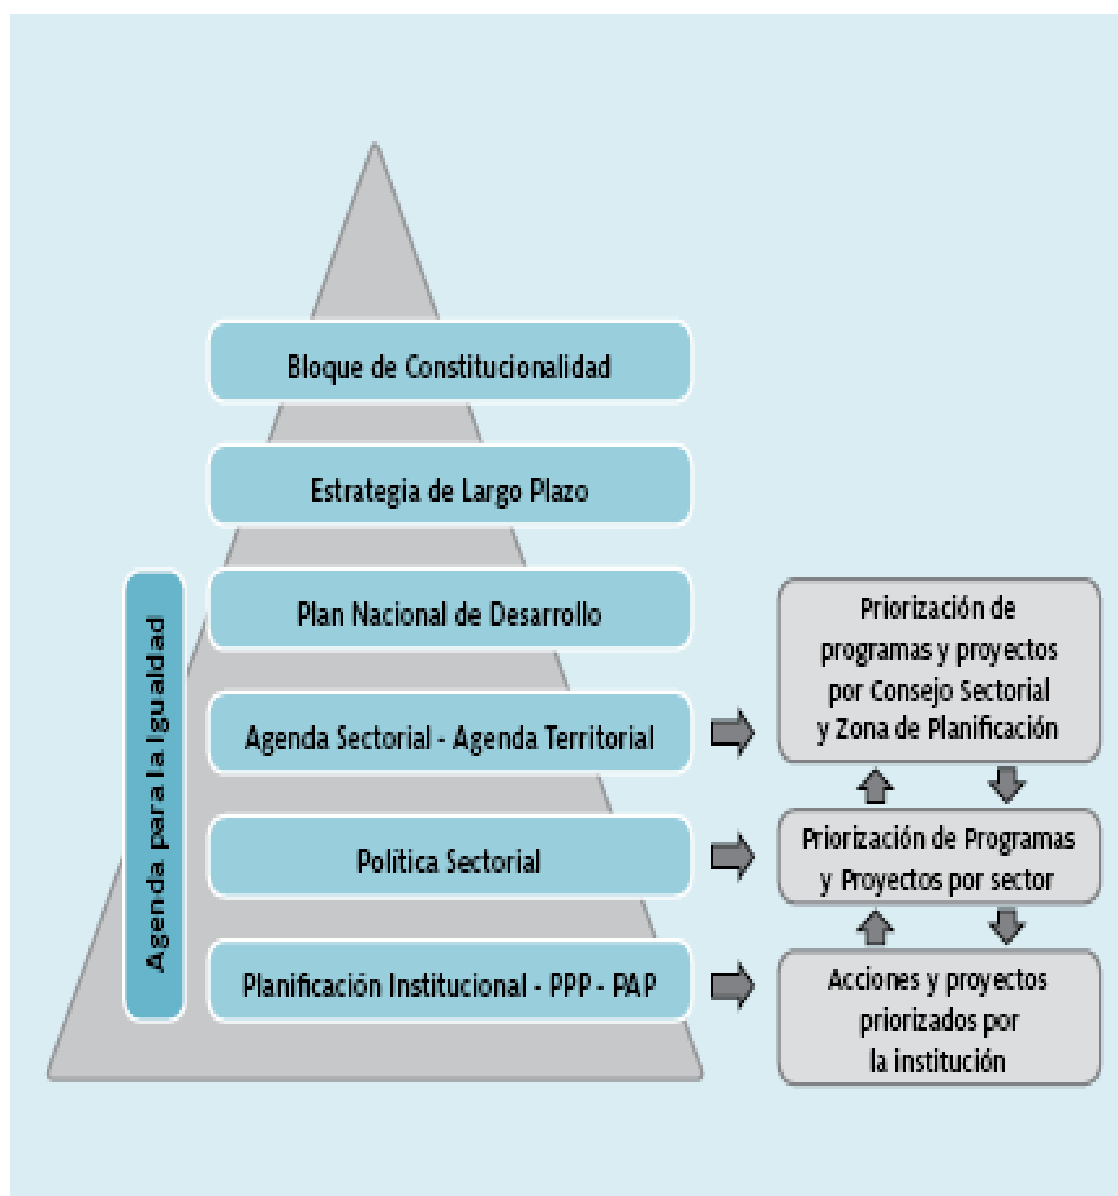 Bloque de Constitucionalidad
Estrategia de Largo Plazo
Plan Nacional de Desarrollo
Agenda Sectorial - Agenda Territorial
Política Sectorial
Planificación Institucional - PPP - PAP
Agenda para la Igualdad
Priorización de
programas y proyectos
por Consejo Sectorial
y Zona de Planificación
Priorización de Programas
y Proyectos por sector
Acciones y proyectos
priorizados por
la institución